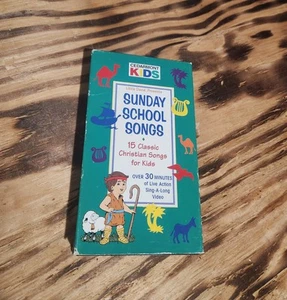 CEDARMONT
KIDS
SUNDAY
SCHOOL
SONGS
15 Classic
Christian Songs
for Kids
OVER 30 MINUTES
of Live Action
Sing-A-Long
Video